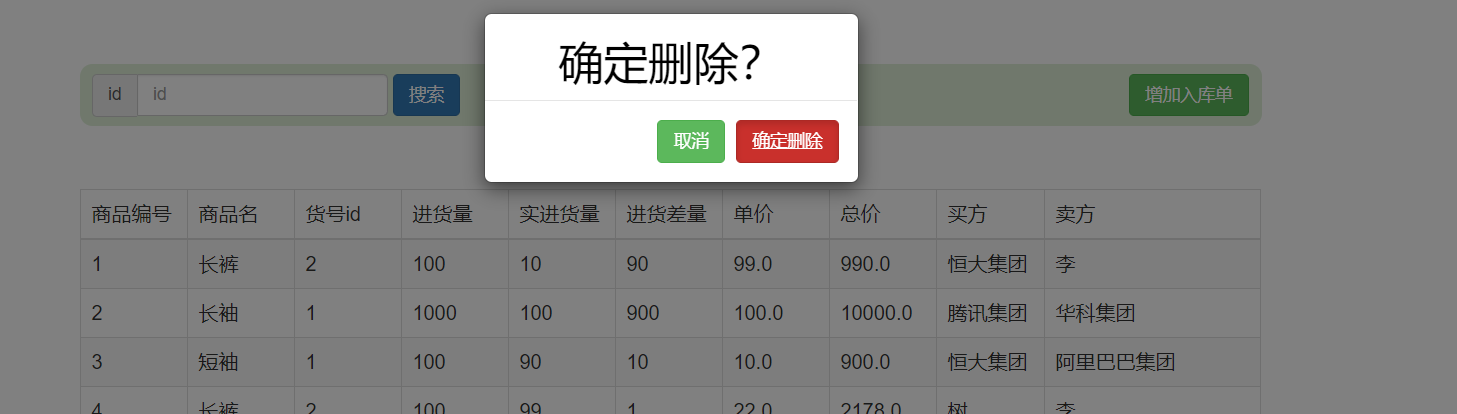 确定删除？
id id 搜索 增加入库单
取消 确定删除
商品编号 商品名 货号id 进货量 实进货量 进货差量 单价 总价 买方 卖方
1 长裤 2 100 10 90 99.0 990.0 恒大集团 李
2 长袖 1 1000 100 900 100.0 10000.0 腾讯集团 华科集团
3 短袖 1 100 90 10 10.0 900.0 恒大集团 阿里巴巴集团
4 长裤 2 100 99 1 22.0 2178.0 树 李